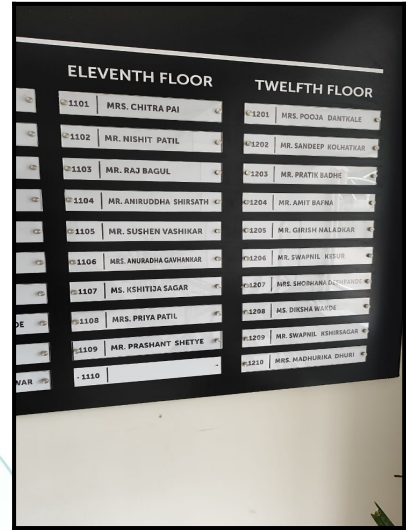 ELEVENTH FLOOR
1101 MRS. CHITRA PAI
1102 MR. NISHIT PATIL
1103 MR. RAJ BAGUL
1104 MR. ANIRUDDHA SHIRSATH
1105 MR. SUSHEN VASHIKAR
1106 MRS. ANURADHA GAVHANKAR
1107 MS. KSHITIJA SAGAR
1108 MRS. PRIYA PATIL
1109 MR. PRASHANT SHETYE
1110
TWELFTH FLOOR
1201 MRS. POOJA DANTKALE
1202 MR. SANDEEP KOLHATKAR
1203 MR. PRATIK BADHE
1204 MR. AMIT BAFNA
1205 MR. GIRISH NALADKAR
1206 MR. SWAPNIL KESUR
1207 MRS. SHOBHANA DESHPANDE
1208 MS. DIKSHA WAKDE
1209 MR. SWAPNIL KSHIRSAGAR
1210 MRS. MADHURIKA DHURI
DE
WAR